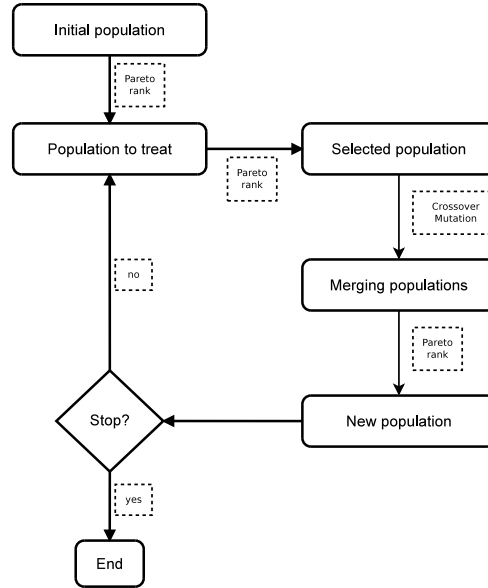 Initial population
Pareto
rank
Population to treat
Pareto
rank
Selected population
Crossover
Mutation
Merging populations
Pareto
rank
New population
Stop?
no
yes
End